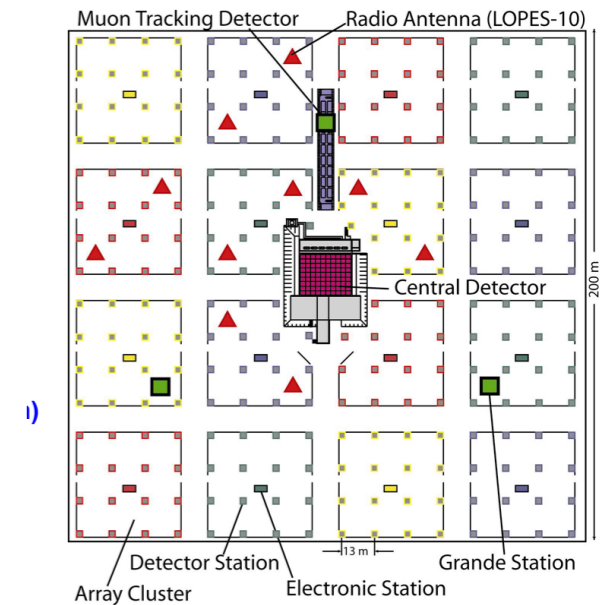 Muon Tracking Detector
Radio Antenna (LOPES-10)
Central Detector
200 m
)
13 m
Detector Station
Grande Station
Electronic Station
Array Cluster